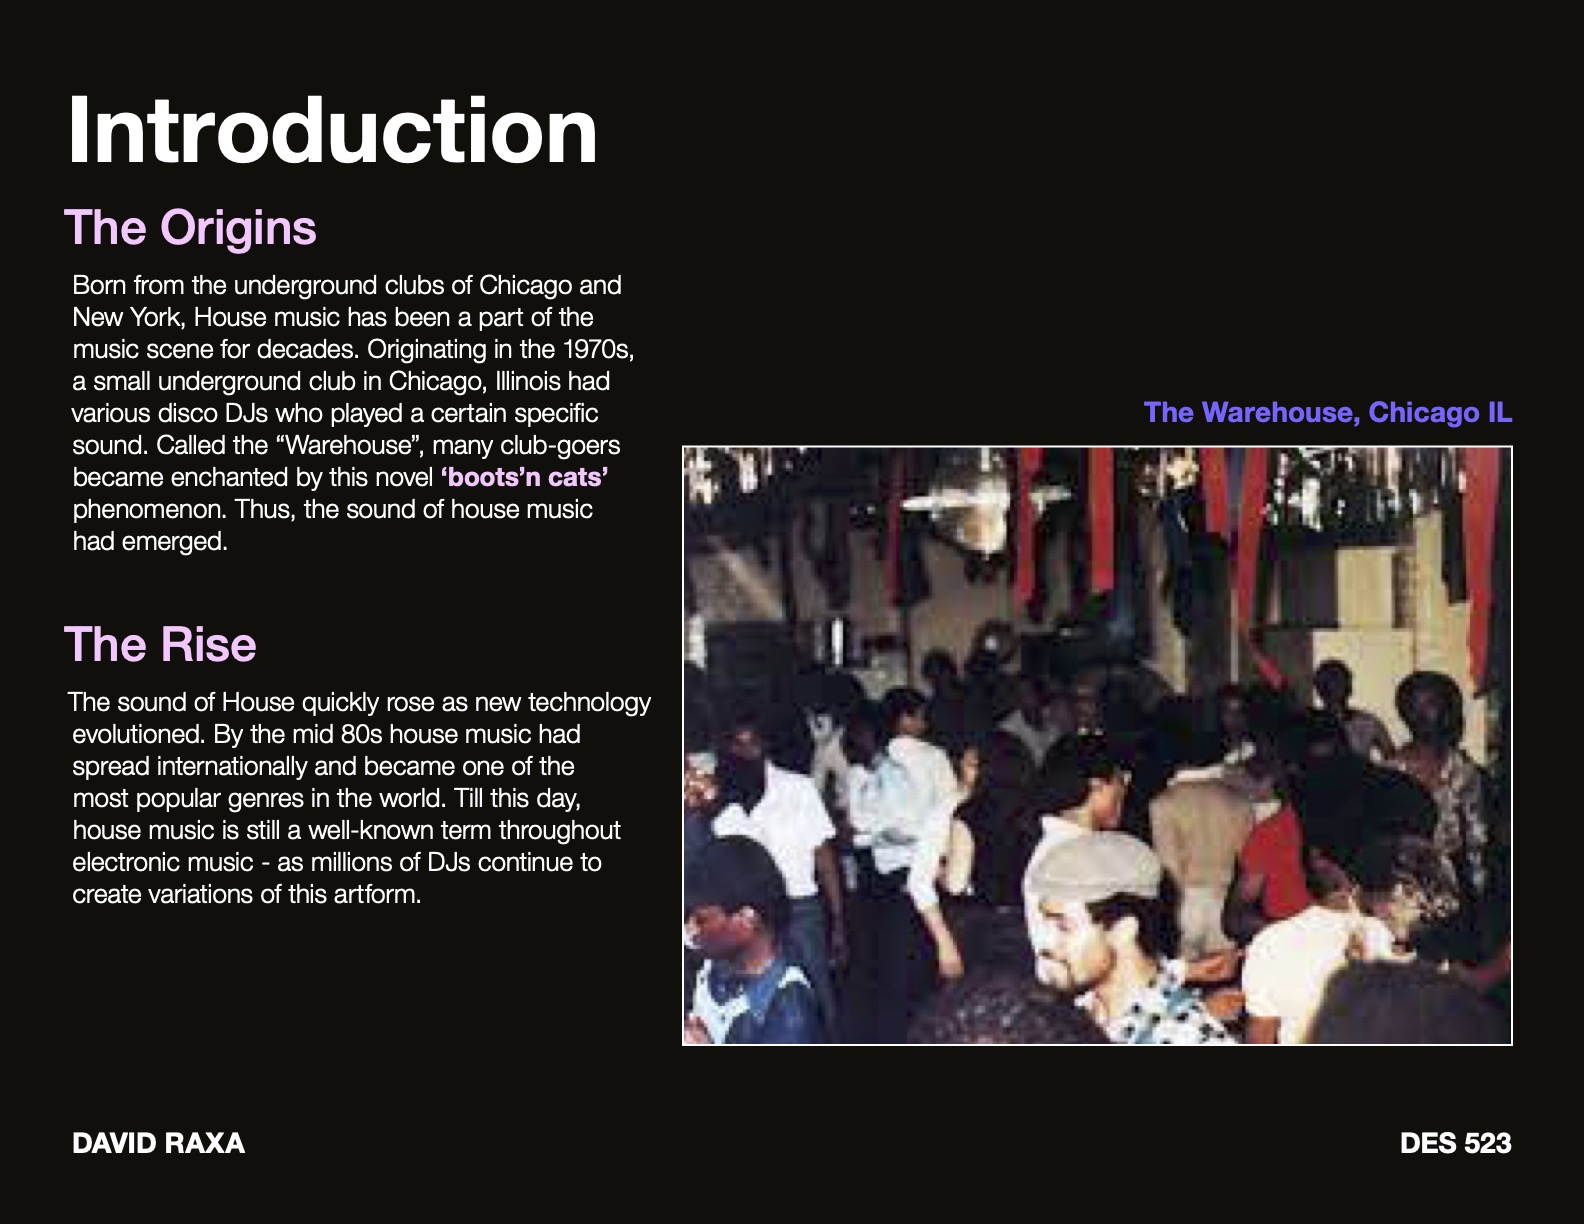 Introduction
The Origins
Born from the underground clubs of Chicago and
New York, House music has been a part of the
music scene for decades. Originating in the 1970s,
a small underground club in Chicago, Illinois had
various disco DJs who played a certain specific
sound. Called the “Warehouse”, many club-goers
became enchanted by this novel ‘boots’n cats’
phenomenon. Thus, the sound of house music
had emerged.
The Rise
The sound of House quickly rose as new technology
evolutioned. By the mid 80s house music had
spread internationally and became one of the
most popular genres in the world. Till this day,
house music is still a well-known term throughout
electronic music - as millions of DJs continue to
create variations of this artform.
The Warehouse, Chicago IL
DAVID RAXA
DES 523